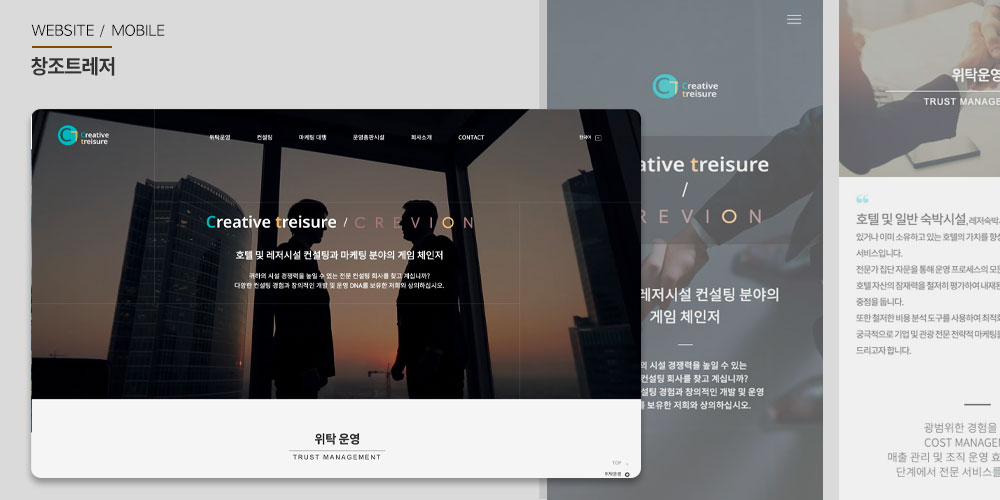 WEBSITE / MOBILE
창조트레저
Creative
treisure
위탁운영
컨설팅
마케팅 대행
운영총판시설
회사소개
CONTACT
한국어
Creative treisure / CREVION
호텔 및 레저시설 컨설팅과 마케팅 분야의 게임 체인저
귀하의 시설 경쟁력을 높일 수 있는 전문 컨설팅 회사를 찾고 계십니까?
다양한 컨설팅 경험과 창의적인 개발 및 운영 DNA를 보유한 저희와 상의하십시오.
위탁 운영
TRUST MANAGEMENT
TOP
Creative
treisure
ative treisure
/
REVION
레저시설 컨설팅 분야의
게임 체인저
시설 경쟁력을 높일 수 있는
컨설팅 회사를 찾고 계십니까?
설팅 경험과 창의적인 개발 및 운영
보유한 저희와 상의하십시오.
위탁운영
TRUST MANAGE
호텔 및 일반 숙박시설, 레저숙박
있거나 이미 소유하고 있는 호텔의 가치를 향상
서비스입니다.
전문가 집단 자문을 통해 운영 프로세스의 모든
호텔 자산의 잠재력을 철저히 평가하여 내재된
중점을 둡니다.
또한 철저한 비용 분석 도구를 사용하여 최적화
궁극적으로 기업 및 관광 전문 전략적 마케팅을
드리고자 합니다.
광범위한 경험을
COST MANAGEM
매출 관리 및 조직 운영 효
단계에서 전문 서비스를